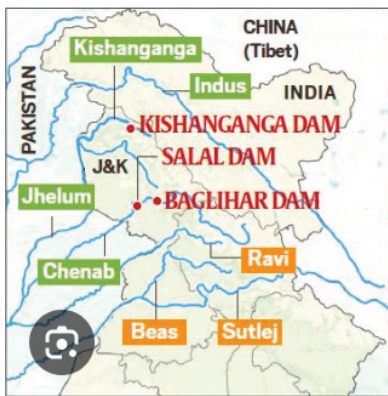 CHINA
(Tibet)
Kishanganga
Indus
INDIA
PAKISTAN
KISHANGANGA DAM
J&K
SALAL DAM
Jhelum
BAGLIHAR DAM
Chenab
Ravi
Beas
Sutlej